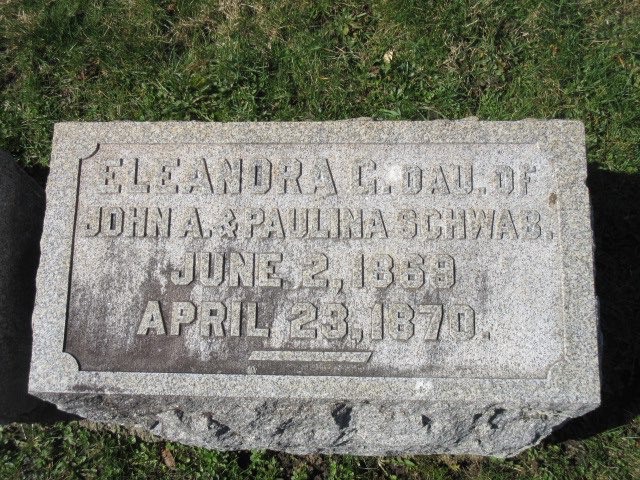 ELEANORA G. DAU. OF
JOHN A. & PAULINA SCHWAB.
JUNE 2, 1869
APRIL 23, 1870.